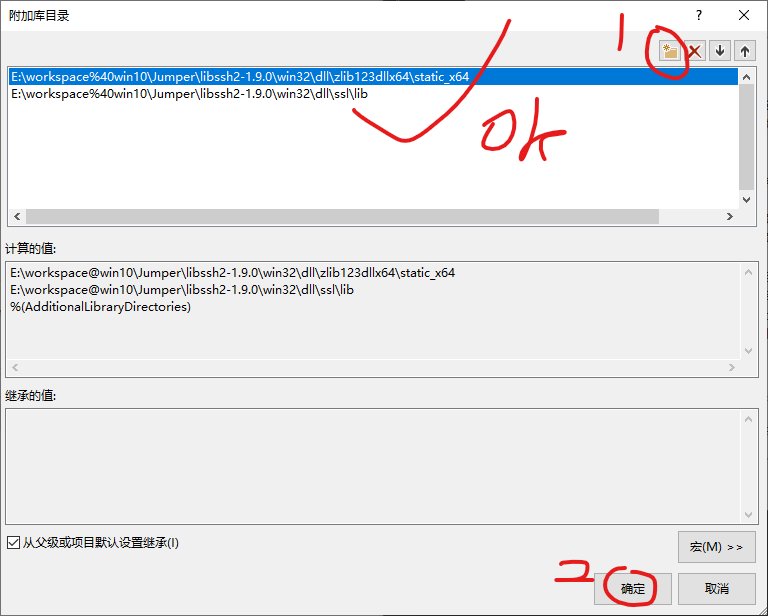 附加库目录
?
1
E:\workspace%40win10\Jumper\libssh2-1.9.0\win32\dll\zlib123dllx64\static_x64
E:\workspace%40win10\Jumper\libssh2-1.9.0\win32\dll\ssl\lib
ok
计算的值:
E:\workspace@win10\Jumper\libssh2-1.9.0\win32\dll\zlib123dllx64\static_x64
E:\workspace@win10\Jumper\libssh2-1.9.0\win32\dll\ssl\lib
%(AdditionalLibraryDirectories)
继承的值:
从父级或项目默认设置继承(I)
宏(M) >>
2
确定
取消